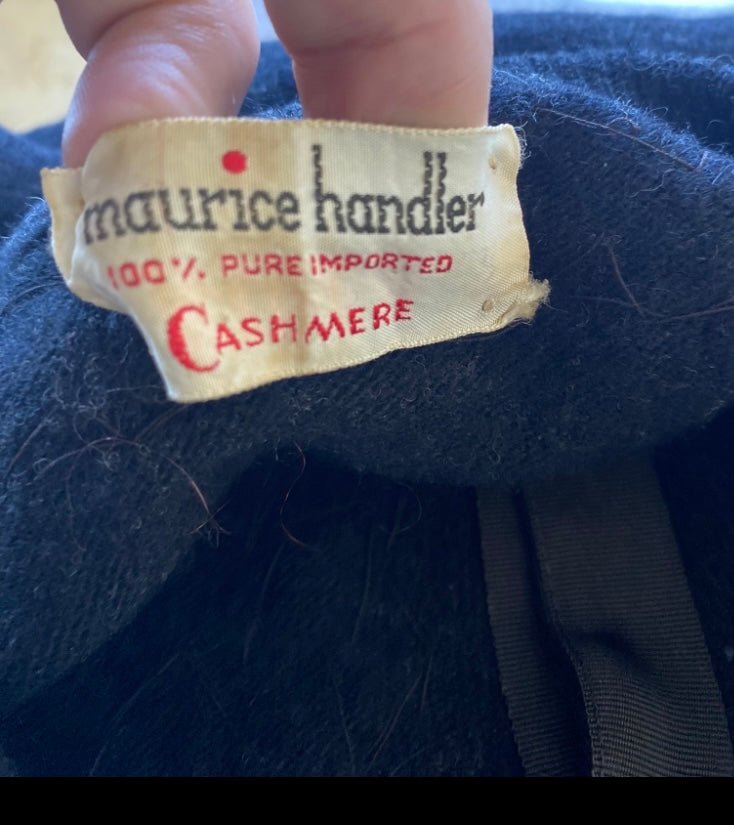 maurice handler
100% PURE IMPORTED
CASHMERE